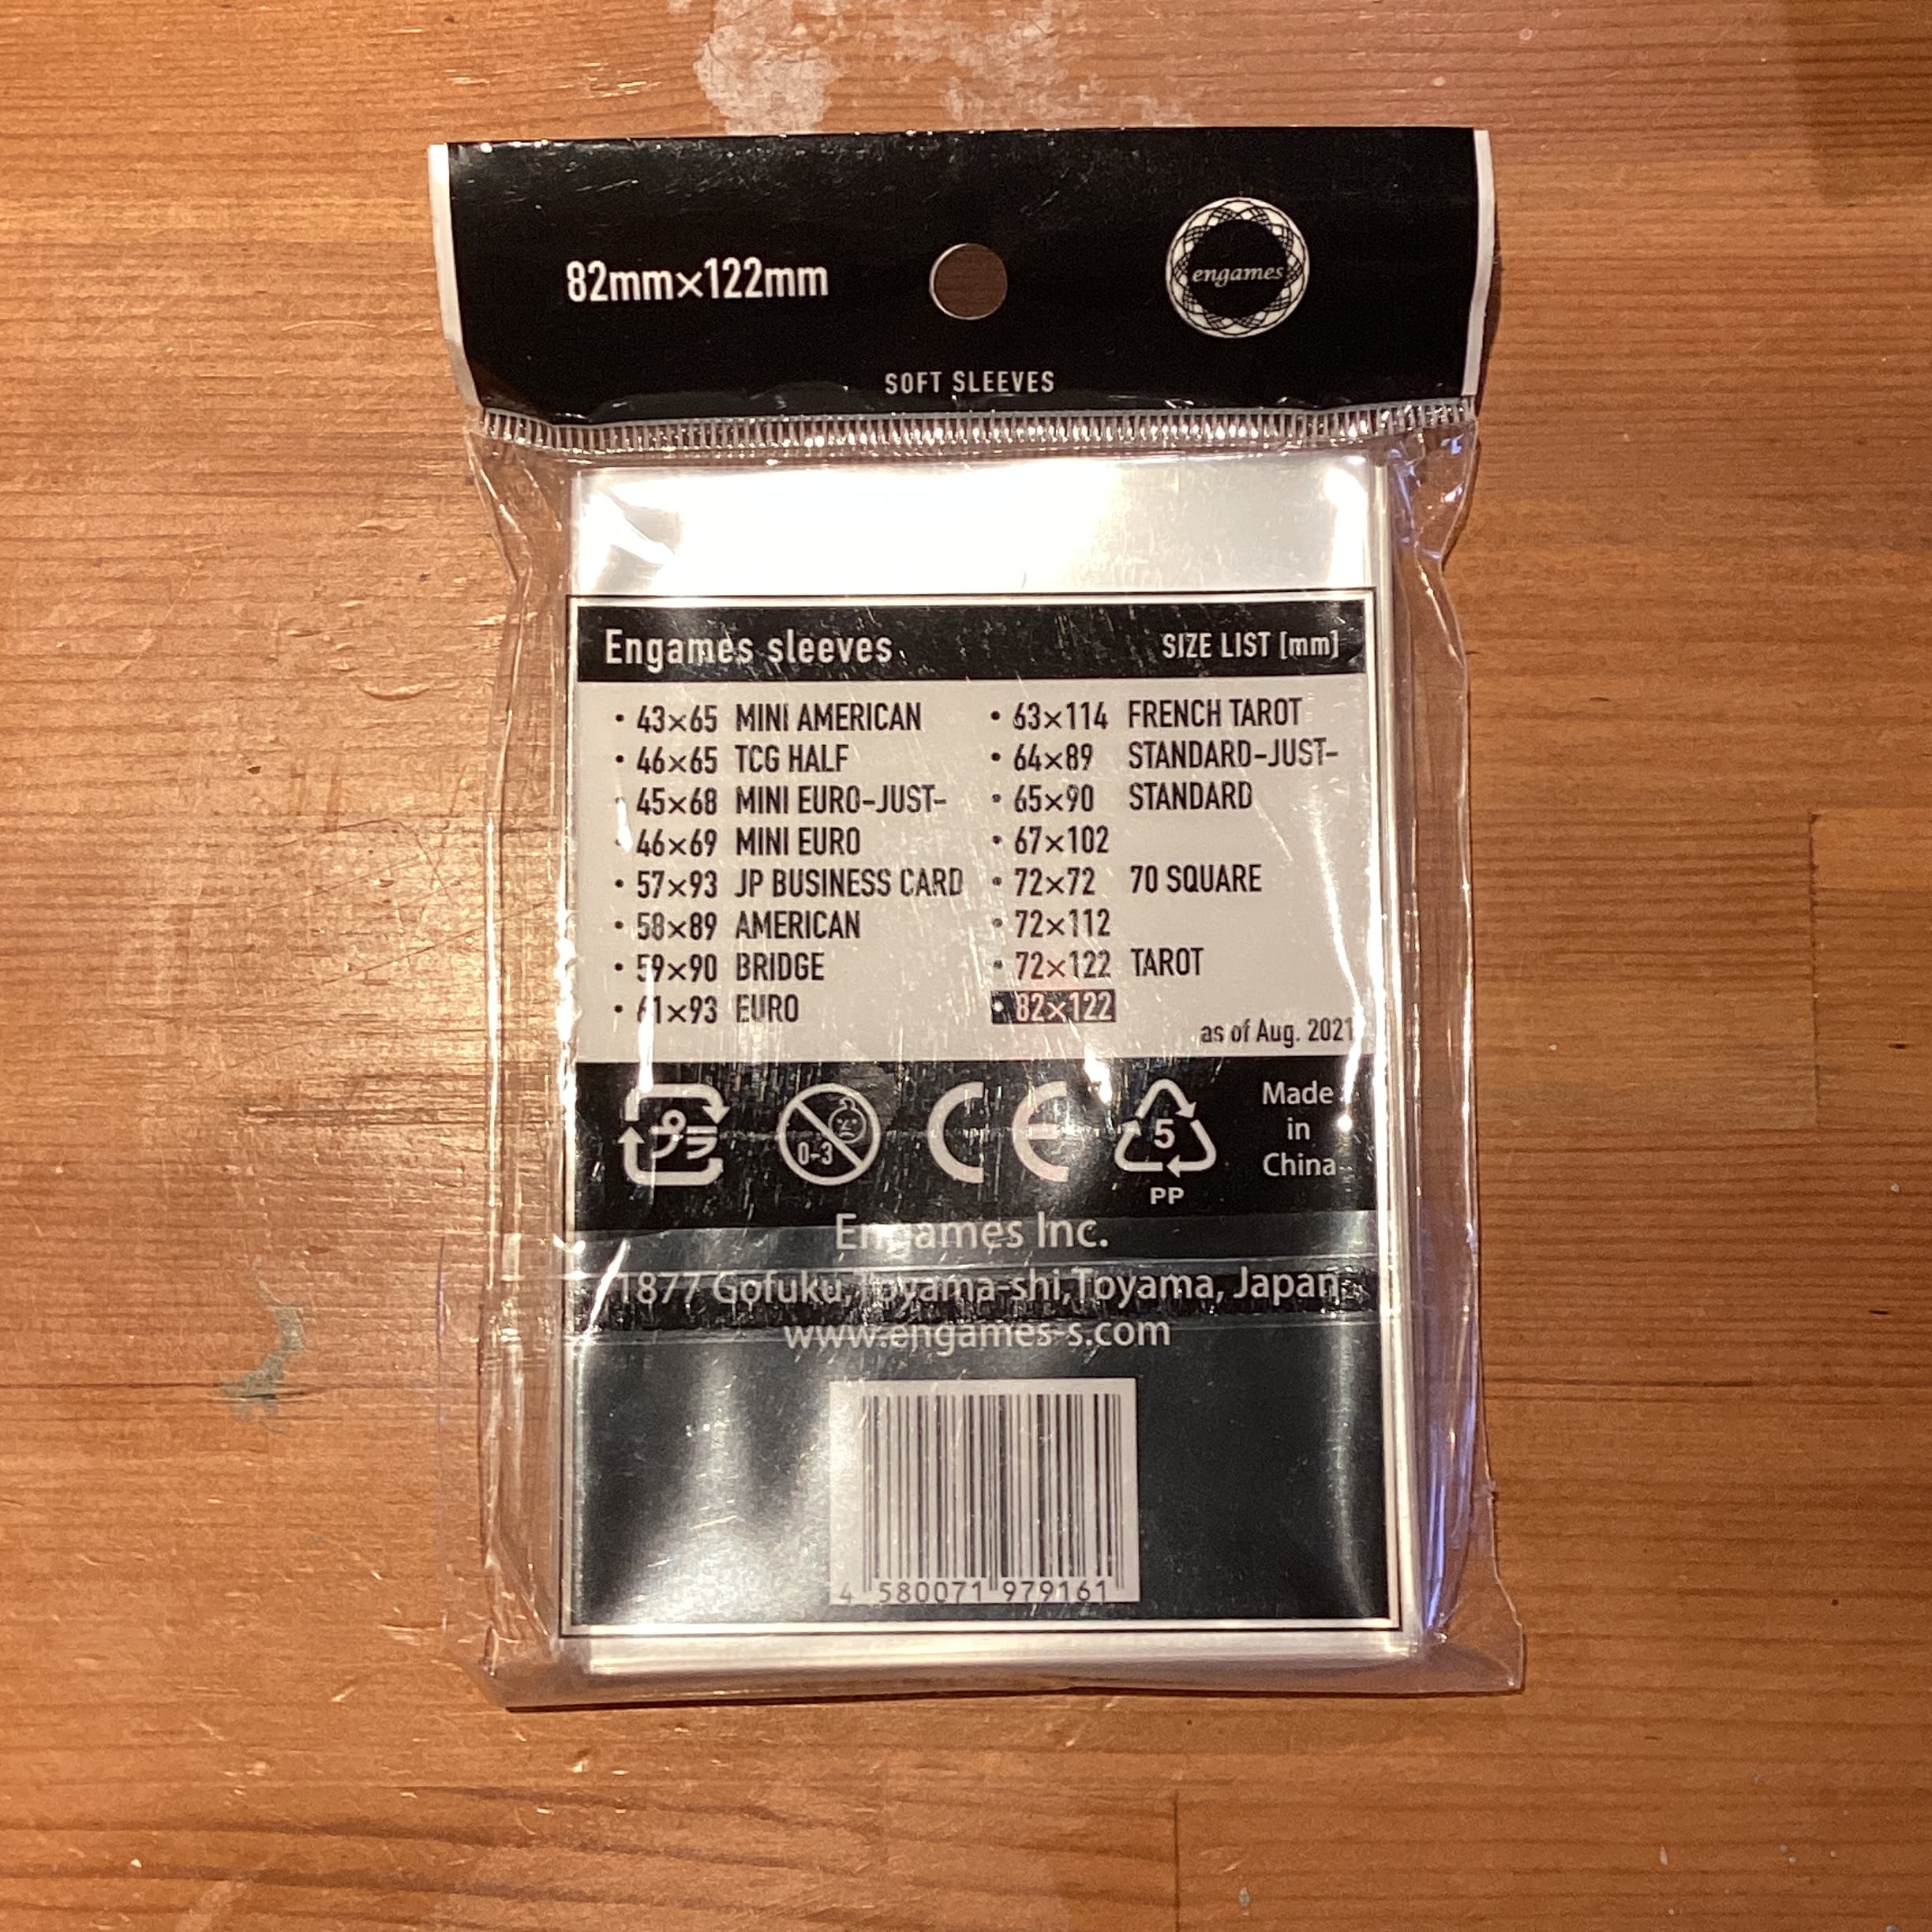 82mm×122mm
engames
SOFT SLEEVES
Engames sleeves
SIZE LIST [mm]
• 43×65 MINI AMERICAN
• 46×65 TCG HALF
• 45×68 MINI EURO-JUST-
• 46×69 MINI EURO
• 57×93 JP BUSINESS CARD
• 58×89 AMERICAN
• 59×90 BRIDGE
• 61×93 EURO
• 63×114 FRENCH TAROT
• 64×89 STANDARD-JUST-
• 65×90 STANDARD
• 67×102
• 72×72 70 SQUARE
• 72×112
• 72×122 TAROT
• 82×122
as of Aug. 2021
プラ
0-3
CE
5
PP
Made
in
China
Engames Inc.
1877 Gofuku,Toyama-shi,Toyama, Japan
www.engames-s.com
4 580071 979161